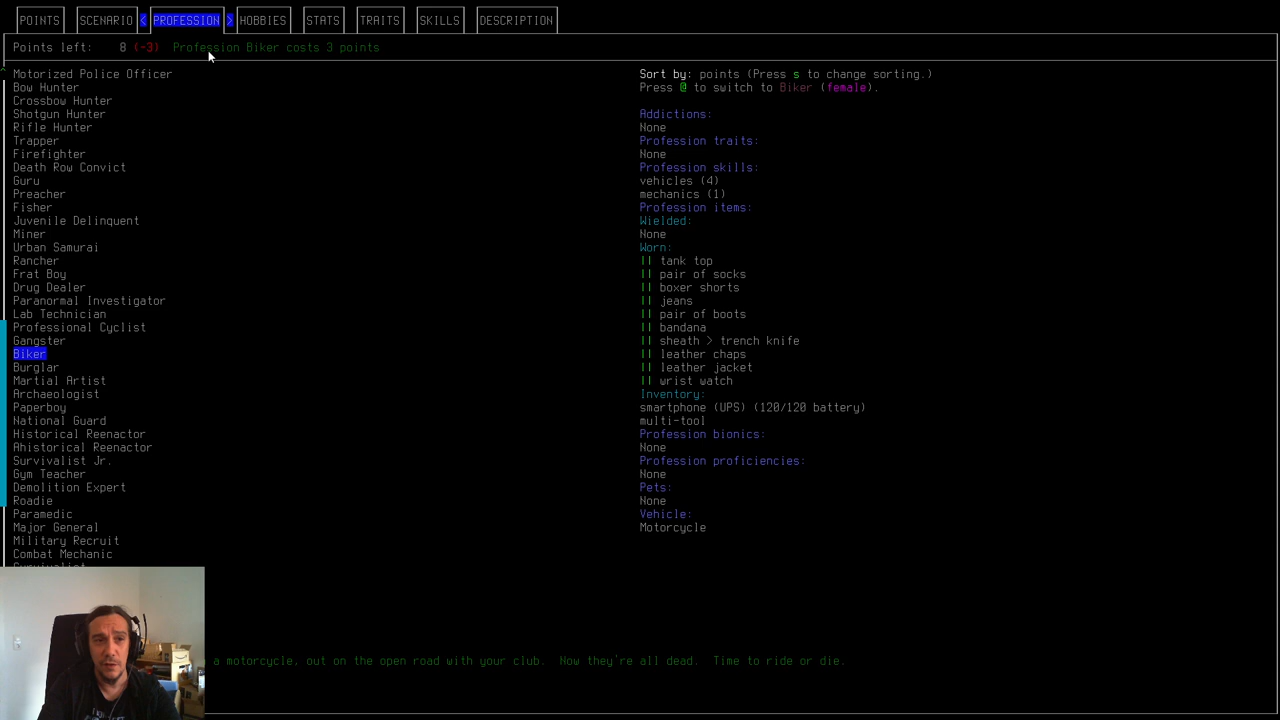 POINTS SCENARIO < PROFESSION > HOBBIES STATS TRAITS SKILLS DESCRIPTION
Points left: 8 (-3) Profession Biker costs 3 points
Motorized Police Officer
Bow Hunter
Crossbow Hunter
Shotgun Hunter
Rifle Hunter
Trapper
Firefighter
Death Row Convict
Guru
Preacher
Fisher
Juvenile Delinquent
Miner
Urban Samurai
Rancher
Frat Boy
Drug Dealer
Paranormal Investigator
Lab Technician
Professional Cyclist
Gangster
Biker
Burglar
Martial Artist
Archaeologist
Paperboy
National Guard
Historical Reenactor
Ahistorical Reenactor
Survivalist Jr.
Gym Teacher
Demolition Expert
Roadie
Paramedic
Major General
Military Recruit
Combat Mechanic
Sort by: points (Press s to change sorting.)
Press @ to switch to Biker (female).
Addictions:
None
Profession traits:
None
Profession skills:
vehicles (4)
mechanics (1)
Profession items:
Wielded:
None
Worn:
|| tank top
|| pair of socks
|| boxer shorts
|| jeans
|| pair of boots
|| bandana
|| sheath > trench knife
|| leather chaps
|| leather jacket
|| wrist watch
Inventory:
smartphone (UPS) (120/120 battery)
multi-tool
Profession bionics:
None
Profession proficiencies:
None
Pets:
None
Vehicle:
Motorcycle
a motorcycle, out on the open road with your club. Now they're all dead. Time to ride or die.